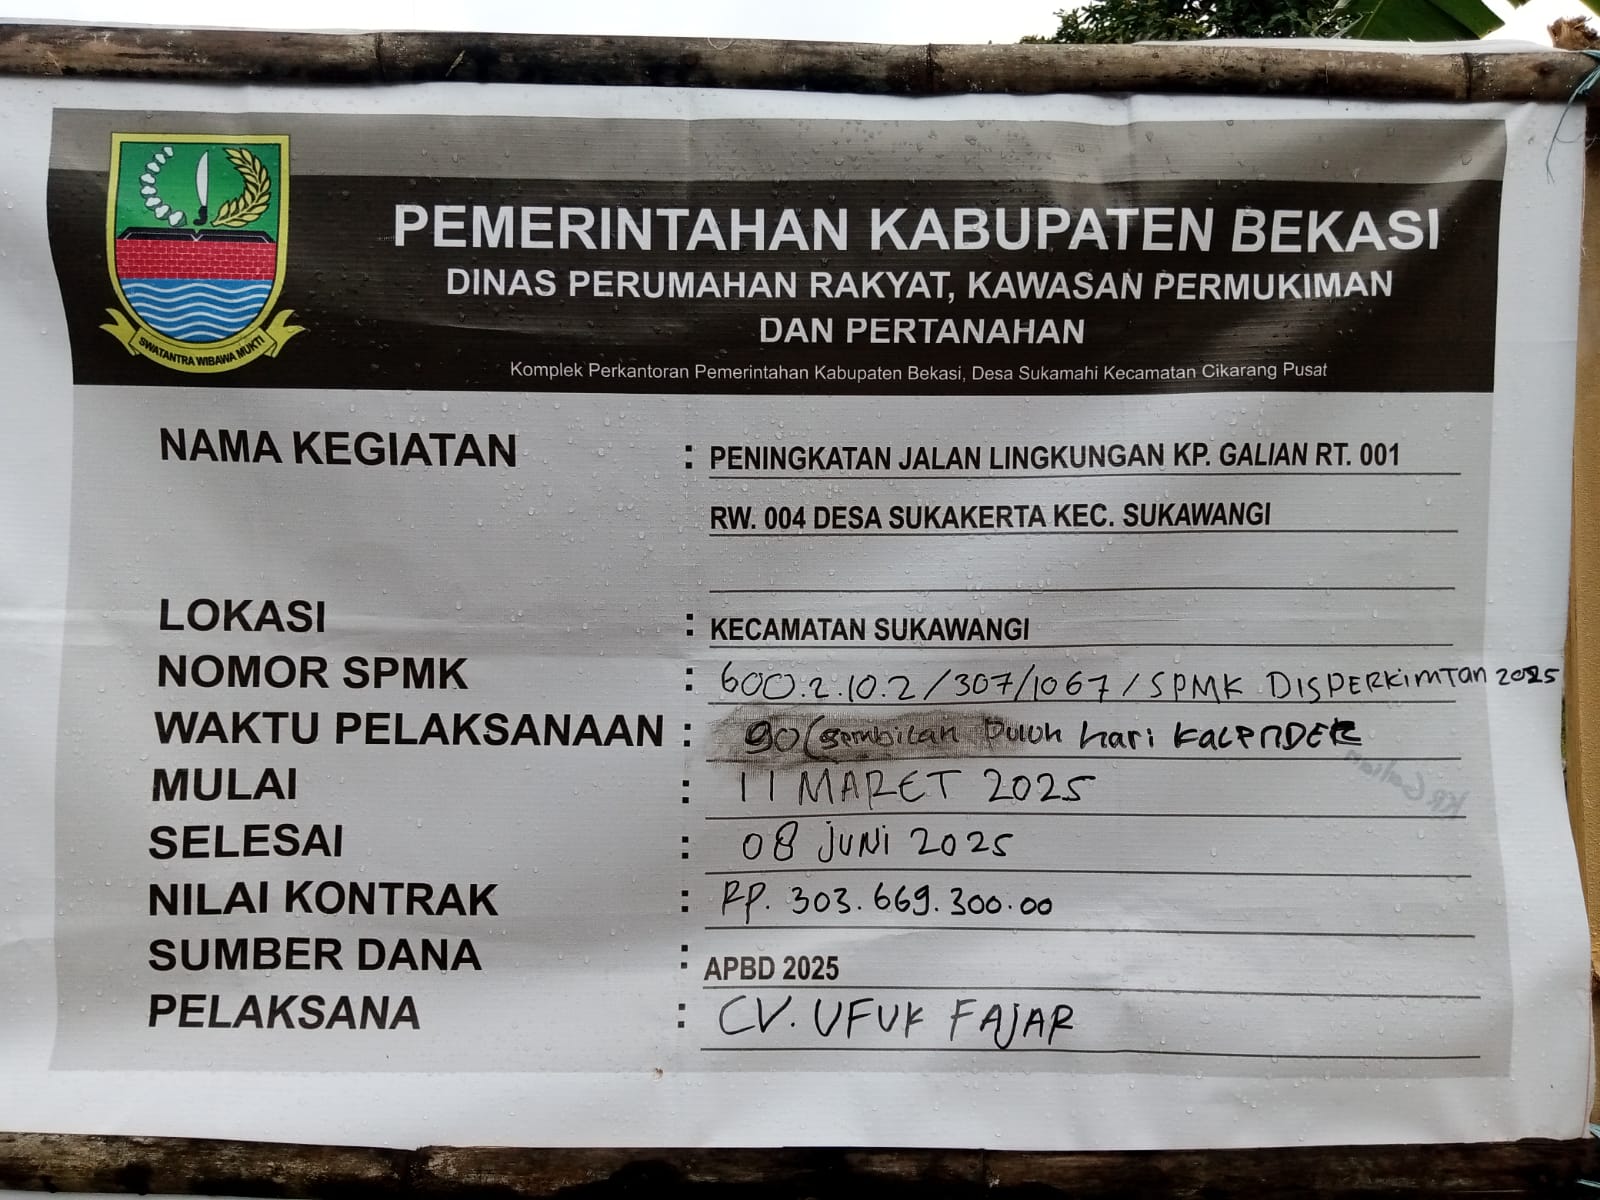 SWATANTRA WIBAWA MUKTI
PEMERINTAHAN KABUPATEN BEKASI
DINAS PERUMAHAN RAKYAT, KAWASAN PERMUKIMAN
DAN PERTANAHAN
Komplek Perkantoran Pemerintahan Kabupaten Bekasi, Desa Sukamahi Kecamatan Cikarang Pusat
NAMA KEGIATAN : PENINGKATAN JALAN LINGKUNGAN KP. GALIAN RT. 001
RW. 004 DESA SUKAKERTA KEC. SUKAWANGI
LOKASI : KECAMATAN SUKAWANGI
NOMOR SPMK : 600.2.10.2/307/1067/SPMK DISPERKIMTAN 2025
WAKTU PELAKSANAAN : 90 (sembilan Puluh hari KALENDER
MULAI : 11 MARET 2025
SELESAI : 08 JUNI 2025
NILAI KONTRAK : RP. 303.669.300.00
SUMBER DANA : APBD 2025
PELAKSANA : CV. UFUK FAJAR